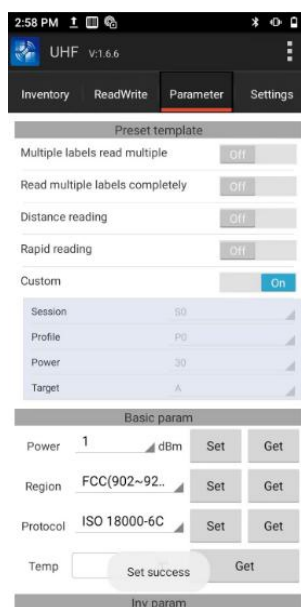 2:58 PM
UHF V:1.6.6
Inventory ReadWrite Parameter Settings
Preset template
Multiple labels read multiple Off
Read multiple labels completely Off
Distance reading Off
Rapid reading Off
Custom On
Session S0
Profile P0
Power 30
Target A
Basic param
Power 1 dBm Set Get
Region FCC(902~92.. Set Get
Protocol ISO 18000-6C Set Get
Temp Get
Set success
Inv param